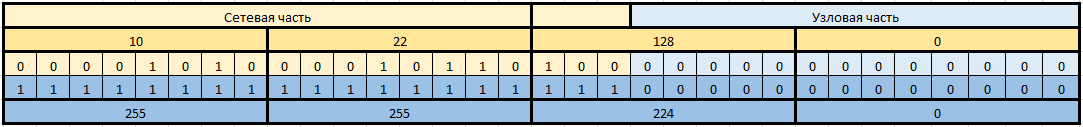 Сетевая часть Узловая часть
10 22 128 0
0 0 0 0 1 0 1 0 0 0 0 1 0 1 1 0 1 0 0 0 0 0 0 0 0 0 0 0 0 0 0 0
1 1 1 1 1 1 1 1 1 1 1 1 1 1 1 1 1 1 1 0 0 0 0 0 0 0 0 0 0 0 0 0
255 255 224 0